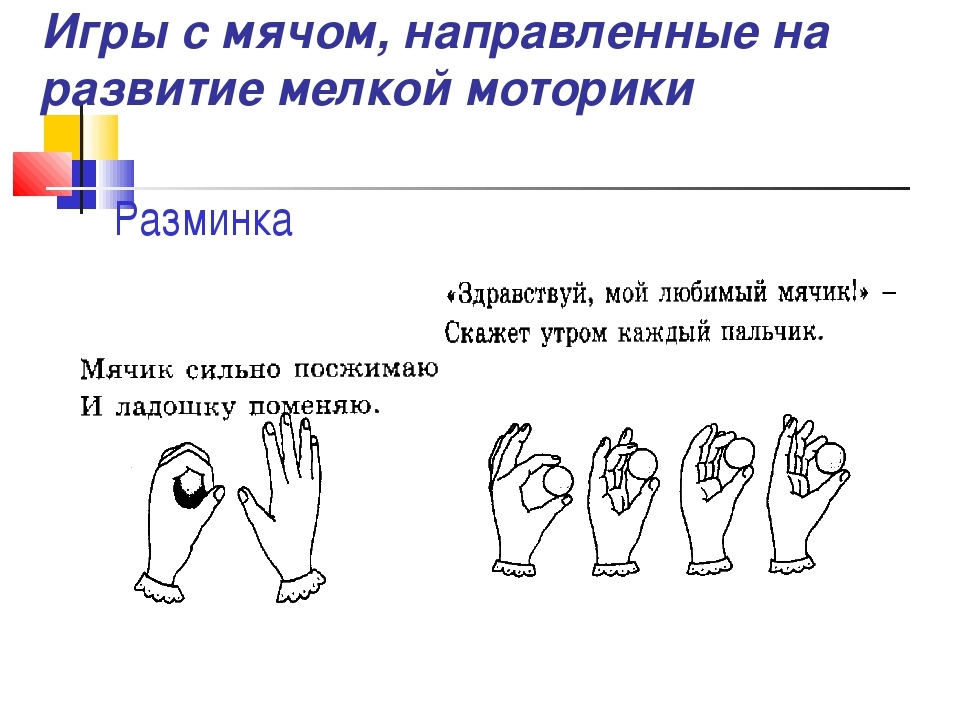 Игры с мячом, направленные на
развитие мелкой моторики
Разминка
«Здравствуй, мой любимый мячик!» –
Скажет утром каждый пальчик.
Мячик сильно посжимаю
И ладошку поменяю.